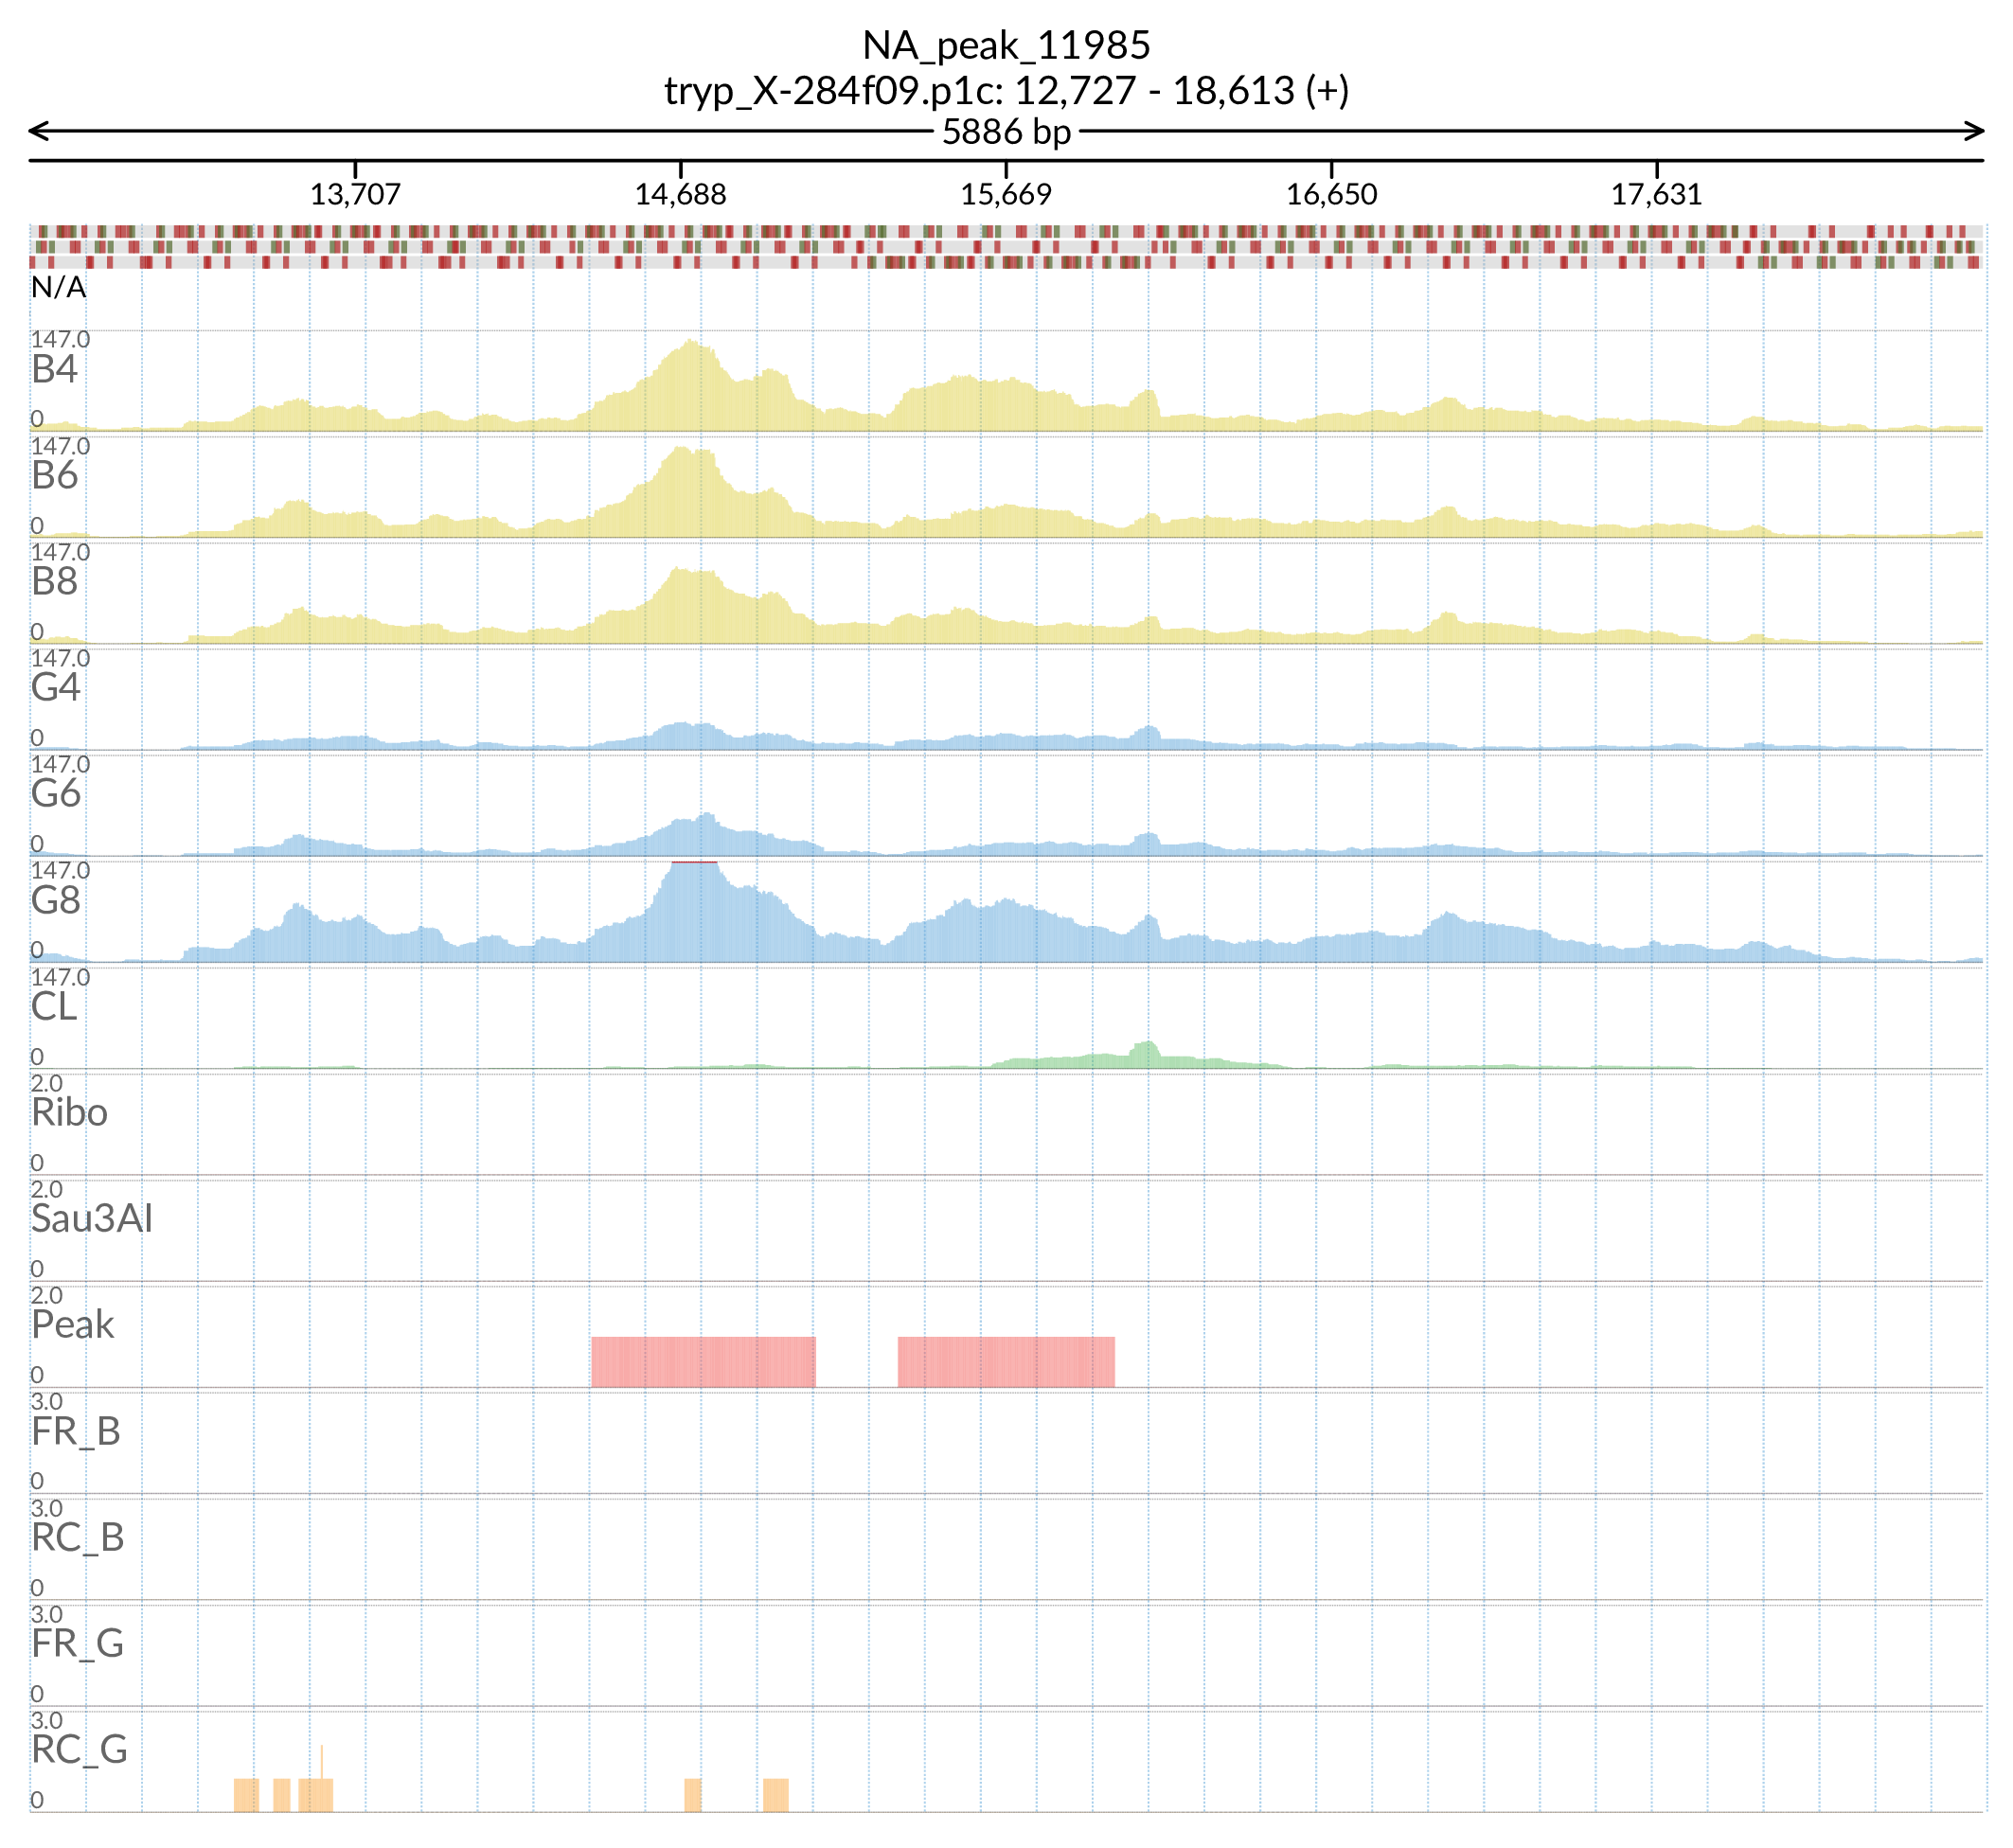 NA_peak_11985
tryp_X-284f09.p1c: 12,727 - 18,613 (+)
5886 bp
13,707 14,688 15,669 16,650 17,631
N/A
147.0
B4
0
147.0
B6
0
147.0
B8
0
147.0
G4
0
147.0
G6
0
147.0
G8
0
147.0
CL
0
2.0
Ribo
0
2.0
Sau3AI
0
2.0
Peak
0
3.0
FR_B
0
3.0
RC_B
0
3.0
FR_G
0
3.0
RC_G
0